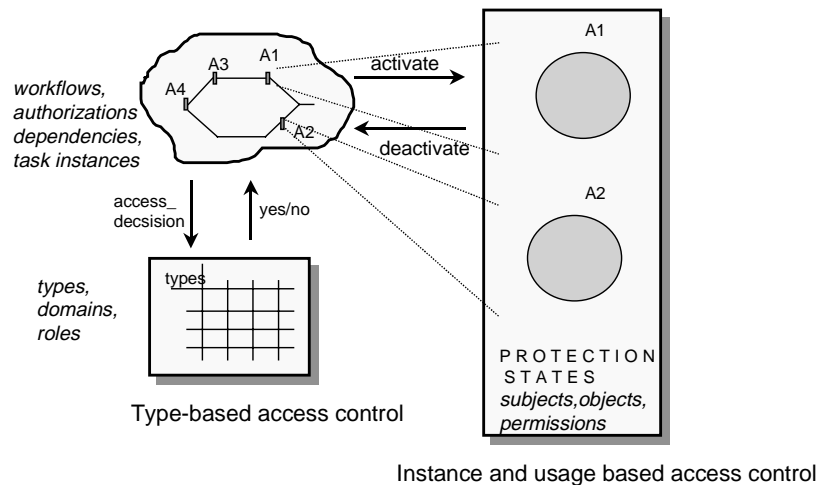 A1
A3
A1
activate
workflows,
authorizations
dependencies,
task instances
A4
A2
deactivate
A2
access_
decsision
yes/no
types
types,
domains,
roles
P R O T E C T I O N
S T A T E S
subjects,objects,
permissions
Type-based access control
Instance and usage based access control